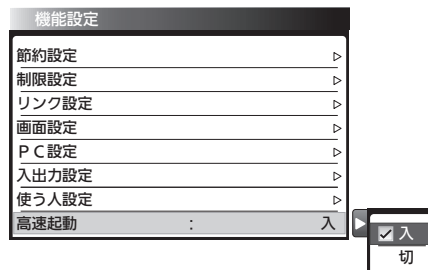 機能設定
節約設定
制限設定
リンク設定
画面設定
ＰＣ設定
入出力設定
使う人設定
高速起動 : 入
入
切